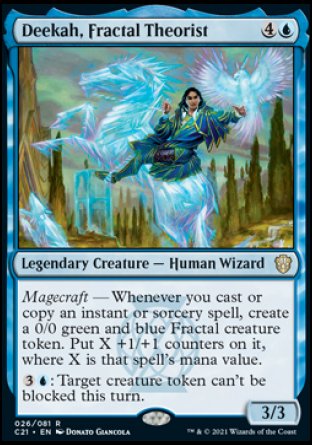 Deekah, Fractal Theorist 4
Legendary Creature — Human Wizard
Magecraft — Whenever you cast or
copy an instant or sorcery spell, create
a 0/0 green and blue Fractal creature
token. Put X +1/+1 counters on it,
where X is that spell's mana value.
3 : Target creature token can't be
blocked this turn.
3/3
026/081 R
C21 • EN DONATO GIANCOLA
™ & © 2021 Wizards of the Coast